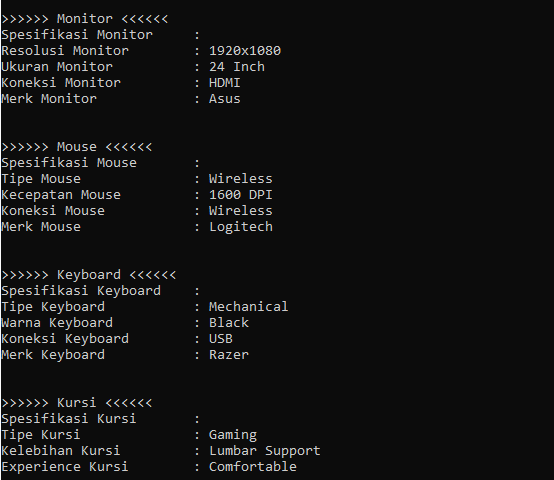 >>>>>> Monitor <<<<<<
Spesifikasi Monitor     :
Resolusi Monitor        : 1920x1080
Ukuran Monitor          : 24 Inch
Koneksi Monitor         : HDMI
Merk Monitor            : Asus
>>>>>> Mouse <<<<<<
Spesifikasi Mouse       :
Tipe Mouse              : Wireless
Kecepatan Mouse         : 1600 DPI
Koneksi Mouse           : Wireless
Merk Mouse              : Logitech
>>>>>> Keyboard <<<<<<
Spesifikasi Keyboard    :
Tipe Keyboard           : Mechanical
Warna Keyboard          : Black
Koneksi Keyboard        : USB
Merk Keyboard           : Razer
>>>>>> Kursi <<<<<<
Spesifikasi Kursi       :
Tipe Kursi              : Gaming
Kelebihan Kursi         : Lumbar Support
Experience Kursi        : Comfortable